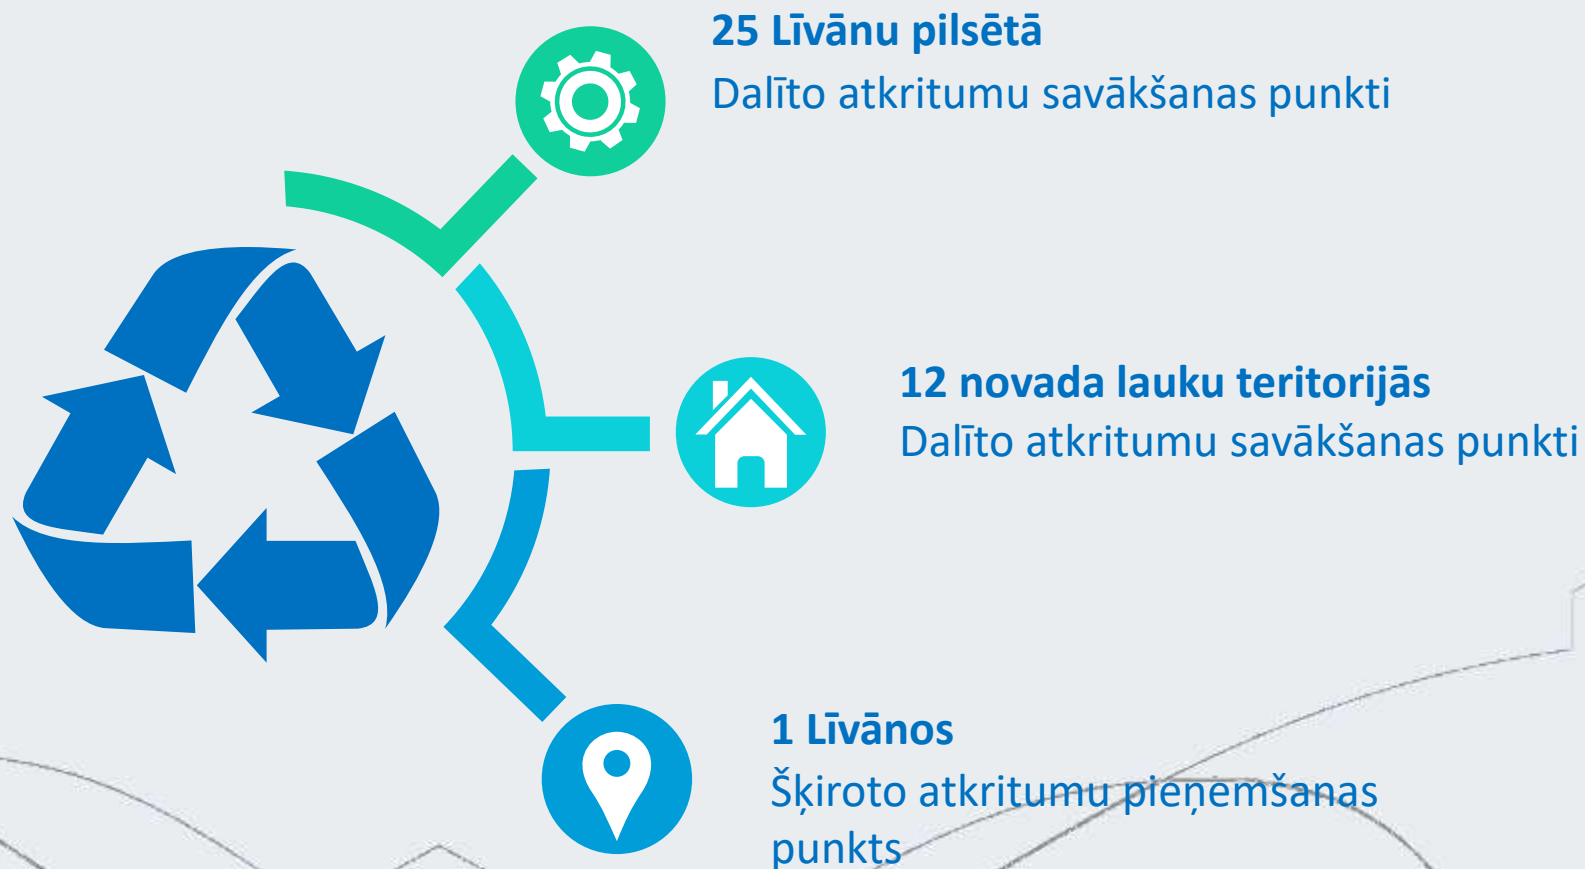 25 Līvānu pilsētā
Dalīto atkritumu savākšanas punkti
12 novada lauku teritorijās
Dalīto atkritumu savākšanas punkti
1 Līvānos
Šķiroto atkritumu pieņemšanas
punkts